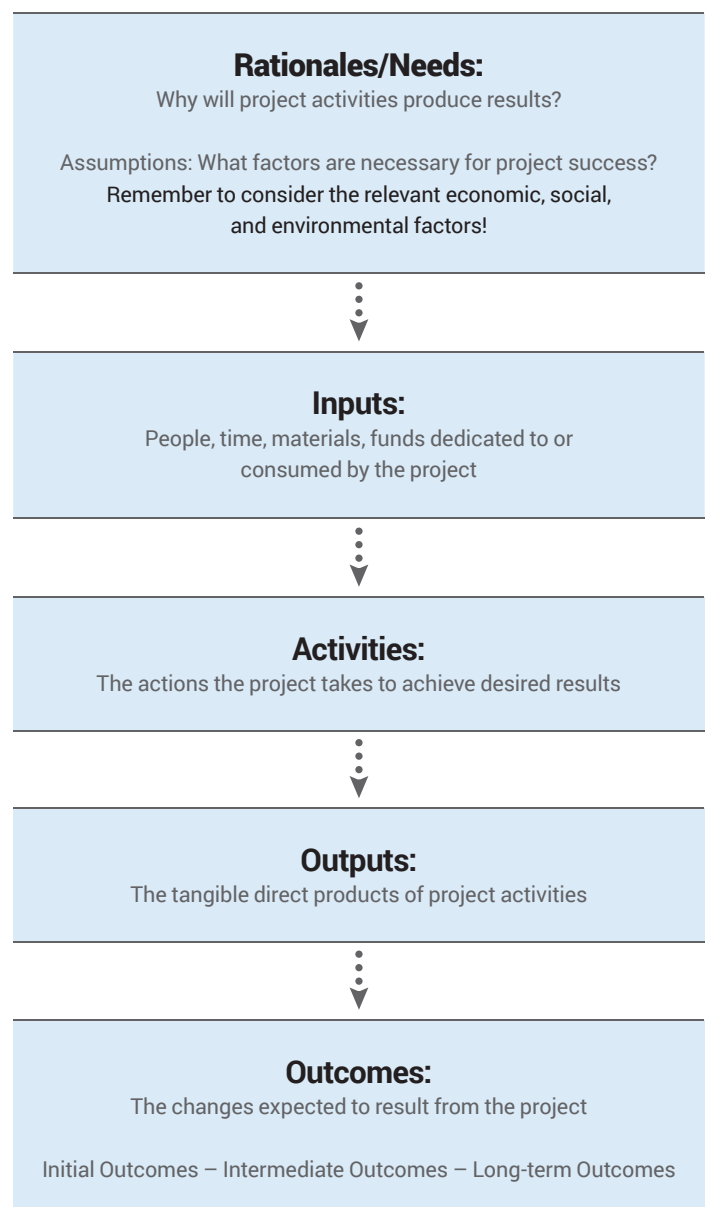 Rationales/Needs:
Why will project activities produce results?
Assumptions: What factors are necessary for project success?
Remember to consider the relevant economic, social,
and environmental factors!
Inputs:
People, time, materials, funds dedicated to or
consumed by the project
Activities:
The actions the project takes to achieve desired results
Outputs:
The tangible direct products of project activities
Outcomes:
The changes expected to result from the project
Initial Outcomes – Intermediate Outcomes – Long-term Outcomes